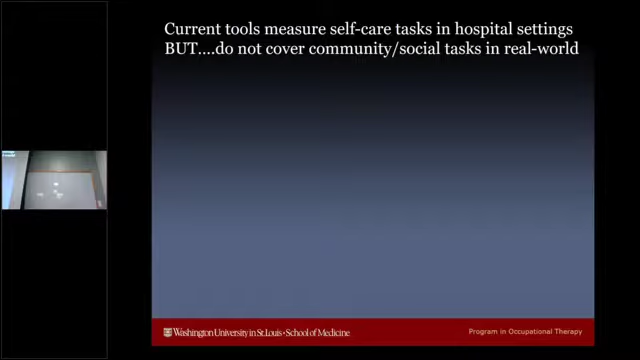 Current tools measure self-care tasks in hospital settings
BUT....do not cover community/social tasks in real-world
Washington University in St. Louis • School of Medicine
Program in Occupational Therapy